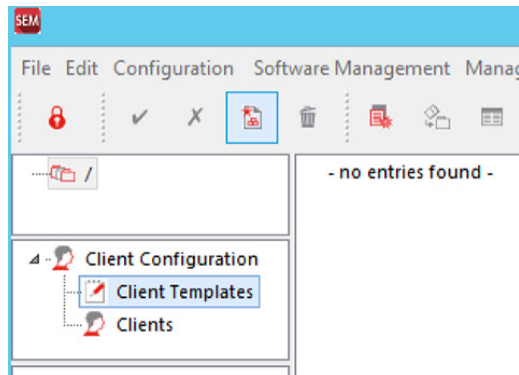 SEM
File Edit Configuration Software Management
/
- no entries found -
Client Configuration
Client Templates
Clients